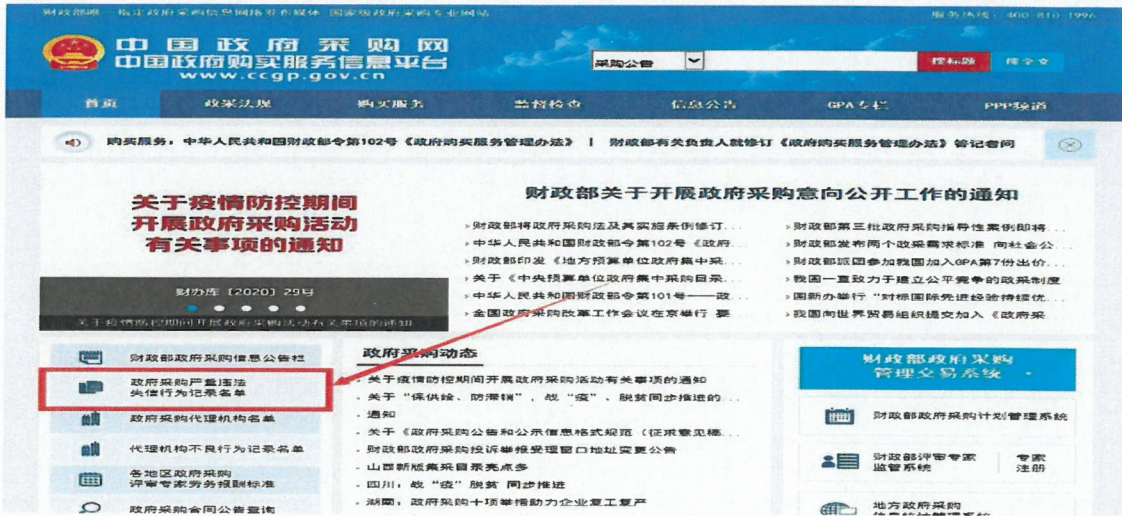 财政部唯一指定政府采购信息网络发布媒体 国家级政府采购专业网站
服务热线：400-810-1996
中国政府采购网
中国政府购买服务信息平台
www.ccgp.gov.cn
采购公告
搜标题
搜全文
首页
政采法规
购买服务
监督检查
信息公告
GPA专栏
PPP频道
购买服务：中华人民共和国财政部令第102号《政府购买服务管理办法》 | 财政部有关负责人就修订《政府购买服务管理办法》答记者问
关于疫情防控期间
开展政府采购活动
有关事项的通知
财办库〔2020〕29号
关于疫情防控期间开展政府采购活动有关事项的通知
财政部关于开展政府采购意向公开工作的通知
财政部将政府采购法及其实施条例修订...
中华人民共和国财政部令第102号《政府...
财政部印发《地方预算单位政府集中采...
关于《中央预算单位政府集中采购目录...
中华人民共和国财政部令第101号——政...
全国政府采购改革工作会议在京举行 要...
财政部第三批政府采购指导性案例即将...
财政部发布两个政采需求标准 向社会公...
财政部派团参加我国加入GPA第7份出价...
我国一直致力于建立公平竞争的政采制度
国新办举行“对标国际先进经验持续优...
我国向世界贸易组织提交加入《政府采...
财政部政府采购信息公告栏
政府采购严重违法
失信行为记录名单
政府采购代理机构名单
代理机构不良行为记录名单
各地区政府采购
评审专家劳务报酬标准
政府采购合同公告查询
政府采购动态
关于疫情防控期间开展政府采购活动有关事项的通知
关于“保供给、防滞销”，战“疫”、脱贫同步推进的...
通知
关于《政府采购公告和公示信息格式规范（征求意见稿...
财政部政府采购投诉举报受理窗口地址变更公告
山西新版集采目录亮点多
四川：战“疫”脱贫 同步推进
湖南：政府采购十项举措助力企业复工复产
财政部政府采购
管理交易系统
财政部政府采购计划管理系统
财政部评审专家
监管系统
专家
注册
地方政府采购
信息统计管理系统